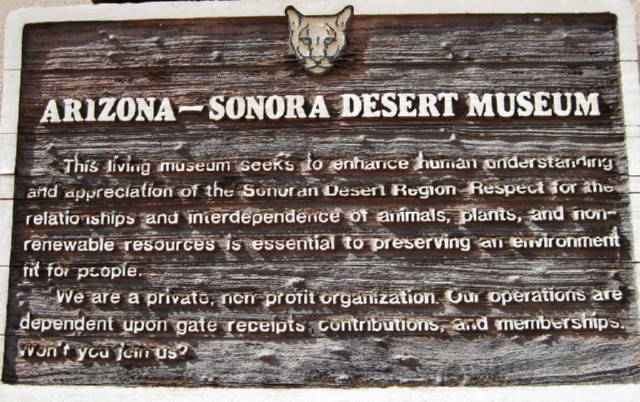 ARIZONA—SONORA DESERT MUSEUM
This living museum seeks to enhance human understanding
and appreciation of the Sonoran Desert Region. Respect for the
relationships and interdependence of animals, plants, and non-
renewable resources is essential to preserving an environment
fit for people.
We are a private, non-profit organization. Our operations are
dependent upon gate receipts, contributions, and memberships.
Won't you join us?